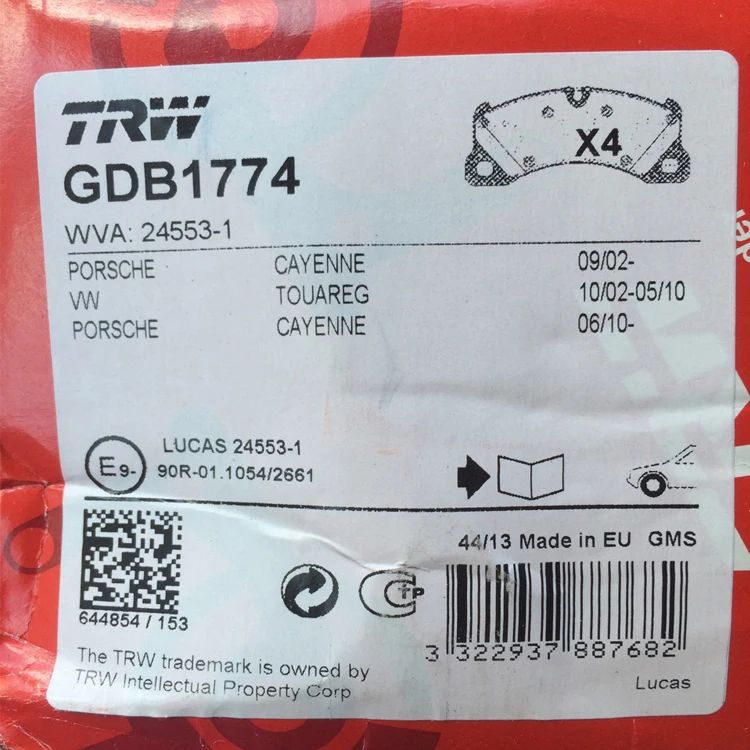 TRW
X4
GDB1774
WVA: 24553-1
PORSCHE CAYENNE 09/02-
VW TOUAREG 10/02-05/10
PORSCHE CAYENNE 06/10-
LUCAS 24553-1
E9- 90R-01.1054/2661
44/13 Made in EU GMS
644854 / 153
3 322937 887682
The TRW trademark is owned by
TRW Intellectual Property Corp
Lucas